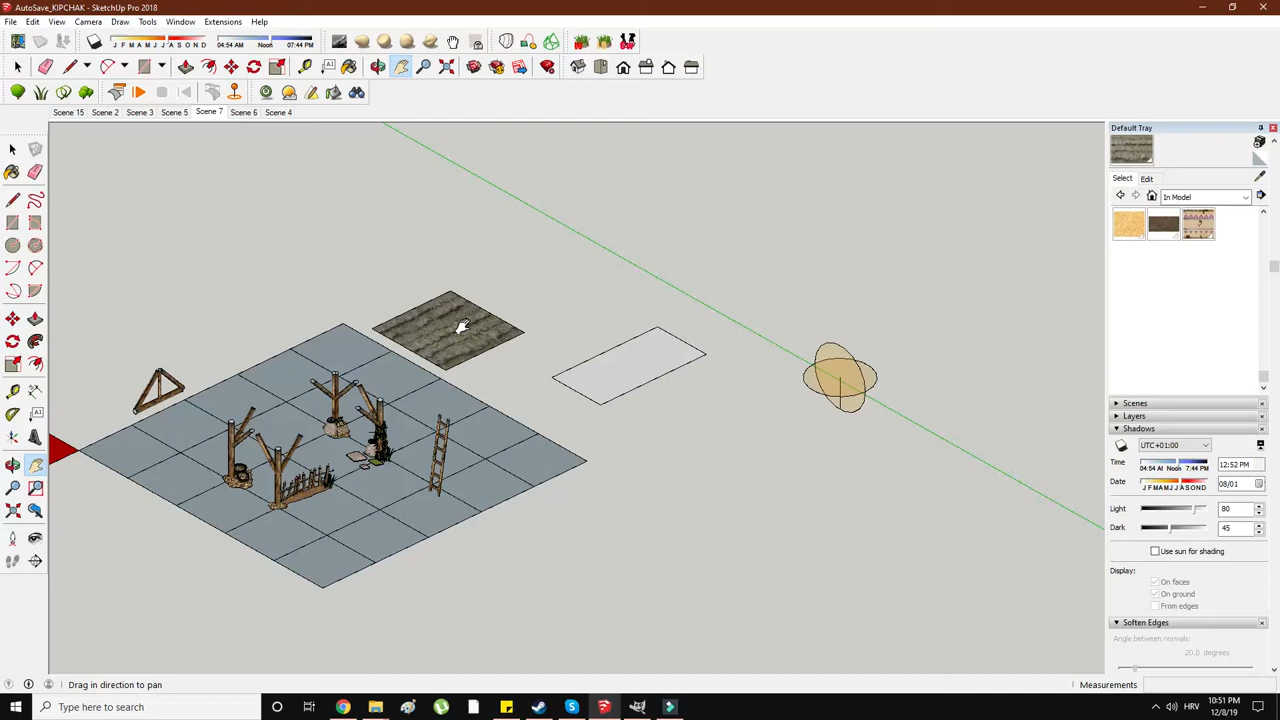 AutoSave_KIPCHAK - SketchUp Pro 2018
File Edit View Camera Draw Tools Window Extensions Help
J F M A M J J A S O N D 04:54 AM Noon 07:44 PM
Scene 15 Scene 2 Scene 3 Scene 5 Scene 7 Scene 6 Scene 4
Default Tray
Select Edit
In Model
Scenes
Layers
Shadows
UTC+01:00
Time 04:54 AM Noon 7:44 PM 12:52 PM
Date J F M A M J J A S O N D 08/01
Light 80
Dark 45
Use sun for shading
Display:
On faces
On ground
From edges
Soften Edges
Angle between normals:
20.0 degrees
Drag in direction to pan Measurements
Type here to search HRV 10:51 PM
12/8/19